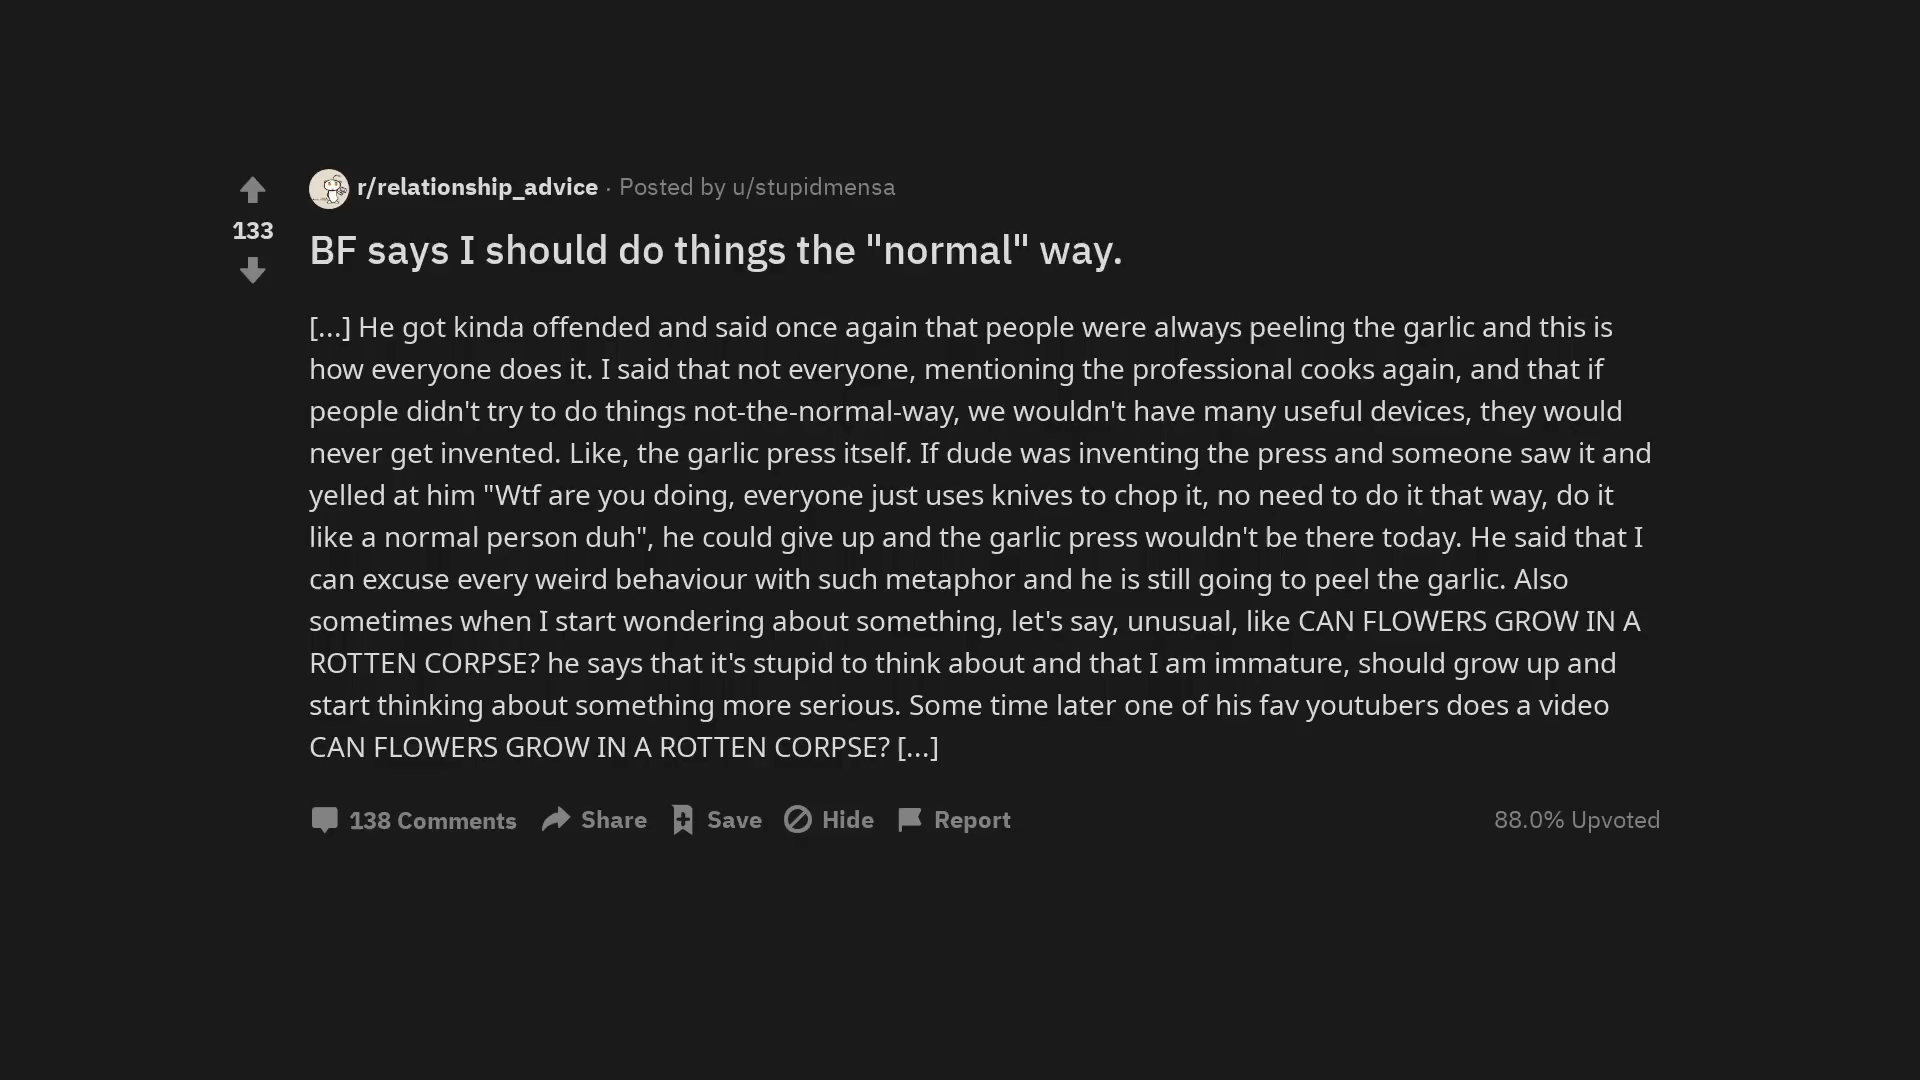 r/relationship_advice · Posted by u/stupidmensa
133
BF says I should do things the "normal" way.
[...] He got kinda offended and said once again that people were always peeling the garlic and this is
how everyone does it. I said that not everyone, mentioning the professional cooks again, and that if
people didn't try to do things not-the-normal-way, we wouldn't have many useful devices, they would
never get invented. Like, the garlic press itself. If dude was inventing the press and someone saw it and
yelled at him "Wtf are you doing, everyone just uses knives to chop it, no need to do it that way, do it
like a normal person duh", he could give up and the garlic press wouldn't be there today. He said that I
can excuse every weird behaviour with such metaphor and he is still going to peel the garlic. Also
sometimes when I start wondering about something, let's say, unusual, like CAN FLOWERS GROW IN A
ROTTEN CORPSE? he says that it's stupid to think about and that I am immature, should grow up and
start thinking about something more serious. Some time later one of his fav youtubers does a video
CAN FLOWERS GROW IN A ROTTEN CORPSE? [...]
138 Comments Share Save Hide Report 88.0% Upvoted